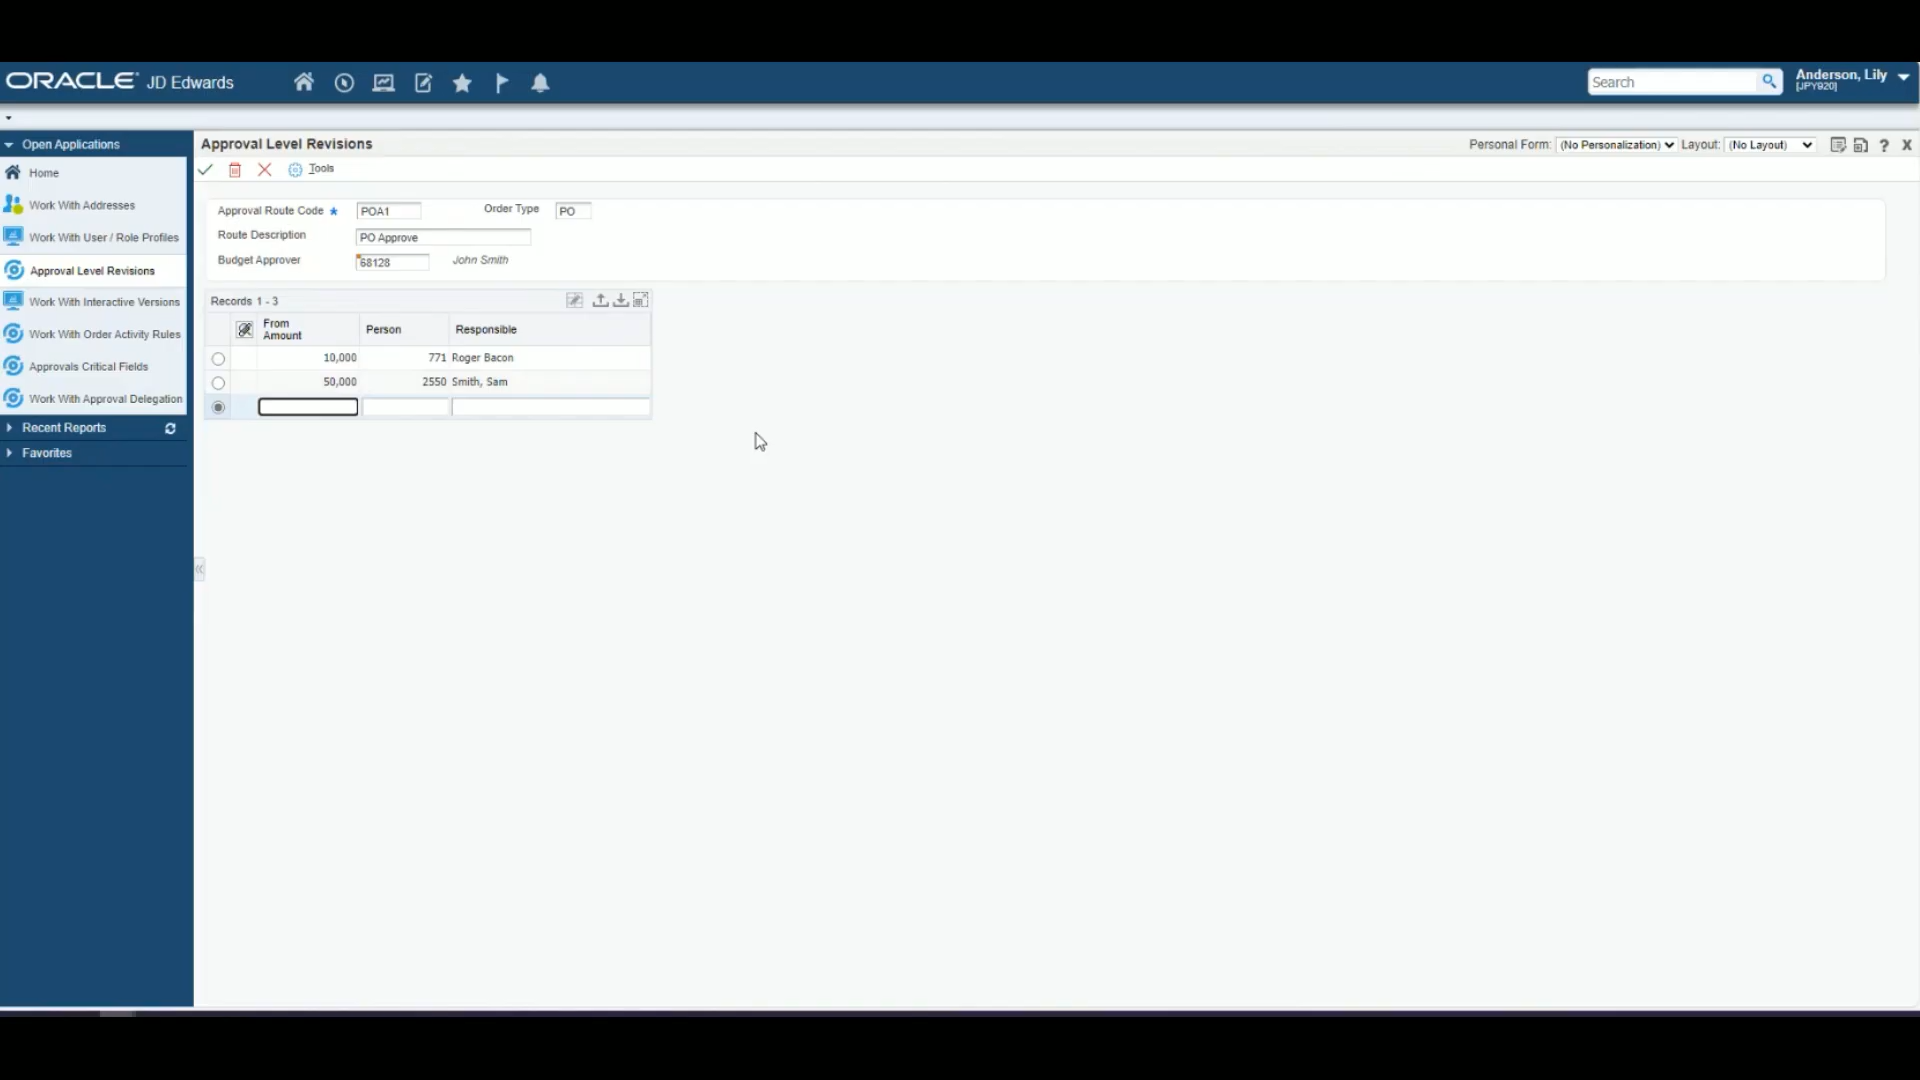 ORACLE JD Edwards
Search
Anderson, Lily
[JPY920]
Open Applications
Home
Work With Addresses
Work With User / Role Profiles
Approval Level Revisions
Work With Interactive Versions
Work With Order Activity Rules
Approvals Critical Fields
Work With Approval Delegation
Recent Reports
Favorites
Approval Level Revisions
Personal Form: (No Personalization) Layout: (No Layout) ? X
Tools
Approval Route Code POA1 Order Type PO
Route Description PO Approve
Budget Approver 68128 John Smith
Records 1 - 3
From Amount Person Responsible
10,000 771 Roger Bacon
50,000 2550 Smith, Sam